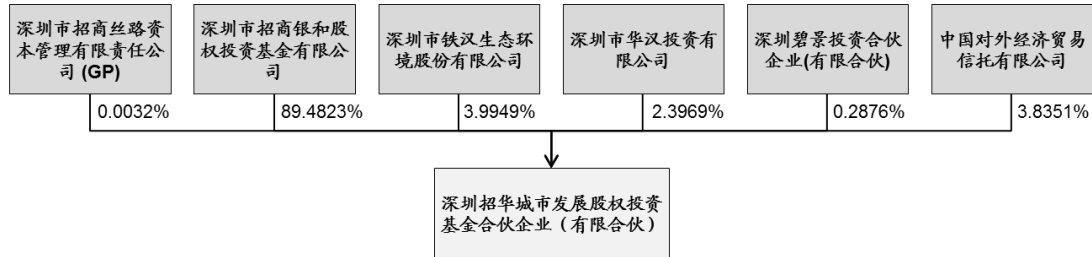 深圳市招商丝路资
本管理有限责任公
司 (GP)
深圳市招商银和股
权投资基金有限公
司
深圳市铁汉生态环
境股份有限公司
深圳市华汉投资有
限公司
深圳碧景投资合伙
企业(有限合伙)
中国对外经济贸易
信托有限公司
0.0032%
89.4823%
3.9949%
2.3969%
0.2876%
3.8351%
深圳招华城市发展股权投资
基金合伙企业（有限合伙）